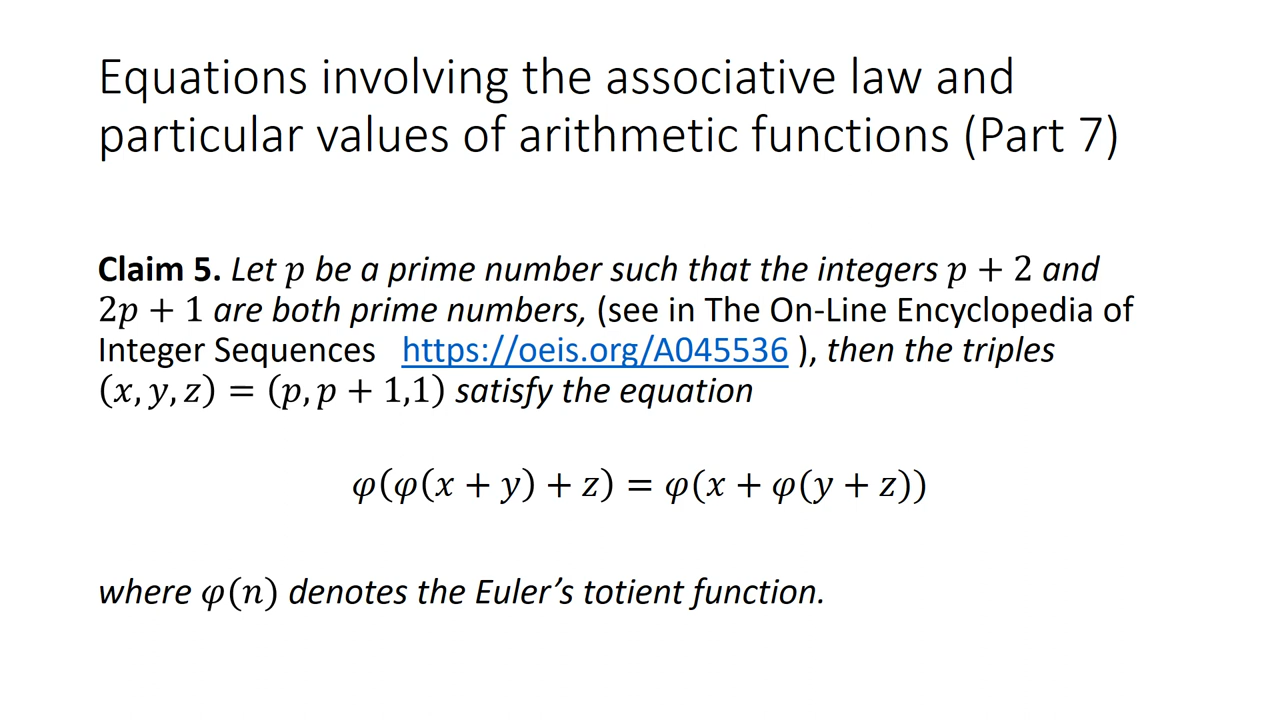 Equations involving the associative law and
particular values of arithmetic functions (Part 7)
Claim 5. Let 𝑝 be a prime number such that the integers 𝑝 + 2 and
2𝑝 + 1 are both prime numbers, (see in The On-Line Encyclopedia of
Integer Sequences https://oeis.org/A045536 ), then the triples
(𝑥, 𝑦, 𝑧) = (𝑝, 𝑝 + 1,1) satisfy the equation
𝜑(𝜑(𝑥 + 𝑦) + 𝑧) = 𝜑(𝑥 + 𝜑(𝑦 + 𝑧))
where 𝜑(𝑛) denotes the Euler’s totient function.